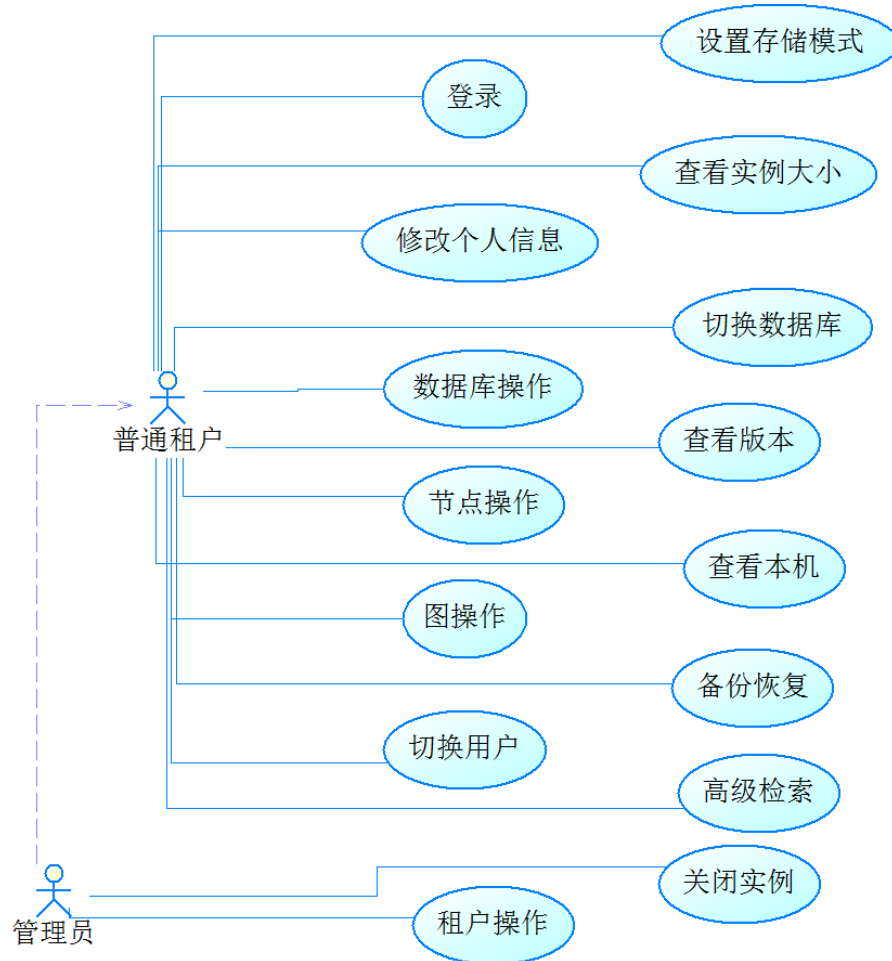 设置存储模式
登录
查看实例大小
修改个人信息
切换数据库
数据库操作
普通租户
查看版本
节点操作
查看本机
图操作
备份恢复
切换用户
高级检索
关闭实例
管理员
租户操作